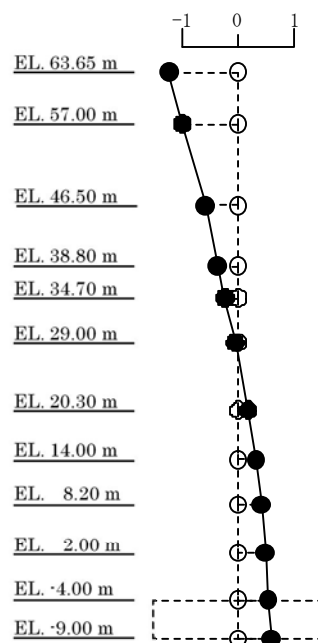 −1 0 1
EL. 63.65 m
EL. 57.00 m
EL. 46.50 m
EL. 38.80 m
EL. 34.70 m
EL. 29.00 m
EL. 20.30 m
EL. 14.00 m
EL. 8.20 m
EL. 2.00 m
EL. -4.00 m
EL. -9.00 m